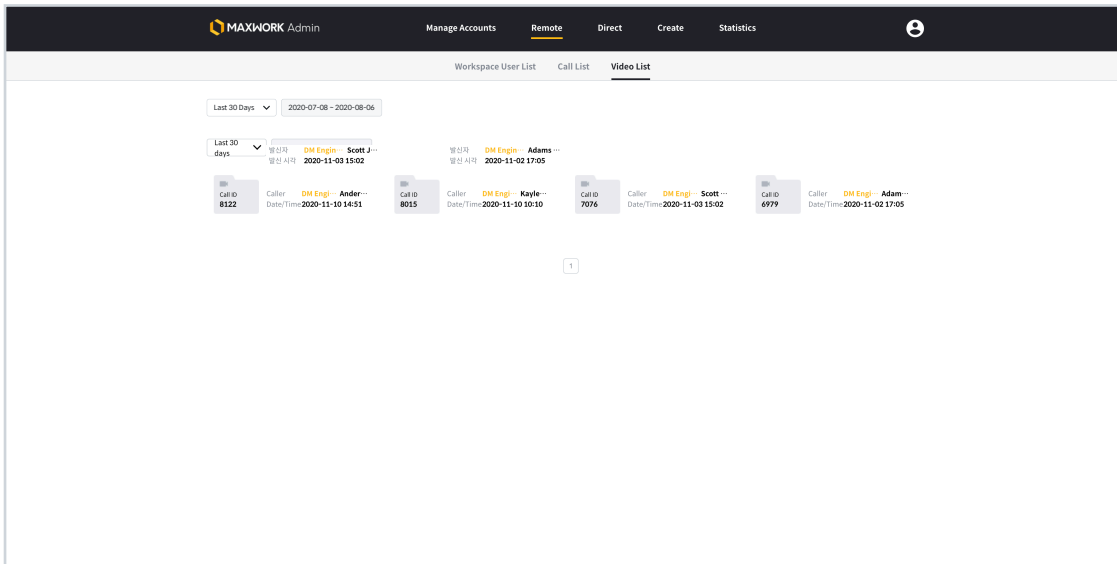 MAXWORK Admin
Manage Accounts Remote Direct Create Statistics
Workspace User List Call List Video List
Last 30 Days 2020-07-08 ~ 2020-08-06
Last 30
days
발신자 DM Engin··· Scott J···
발신 시각 2020-11-03 15:02
발신자 DM Engin··· Adams ···
발신 시각 2020-11-02 17:05
Call ID
8122
Caller DM Engi··· Ander···
Date/Time 2020-11-10 14:51
Call ID
8015
Caller DM Engi··· Kayle···
Date/Time 2020-11-10 10:10
Call ID
7076
Caller DM Engi··· Scott ···
Date/Time 2020-11-03 15:02
Call ID
6979
Caller DM Engi··· Adam···
Date/Time 2020-11-02 17:05
1